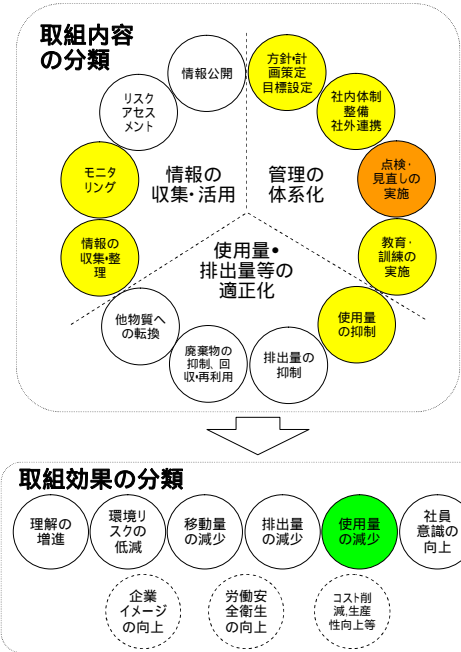 取組内容
の分類
情報公開
方針・計
画策定
目標設定
リスク
アセス
メント
社内体制
整備
社外連携
モニタ
リング
情報の
収集・活用
管理の
体系化
点検・
見直しの
実施
情報の
収集・整
理
使用量・
排出量等の
適正化
教育・
訓練の
実施
他物質へ
の転換
使用量
の抑制
廃棄物の
抑制、回
収・再利用
排出量の
抑制
取組効果の分類
理解の
増進
環境リ
スクの
低減
移動量
の減少
排出量
の減少
使用量
の減少
社員
意識の
向上
企業
イメージ
の向上
労働安
全衛生
の向上
コスト削
減,生産
性向上等